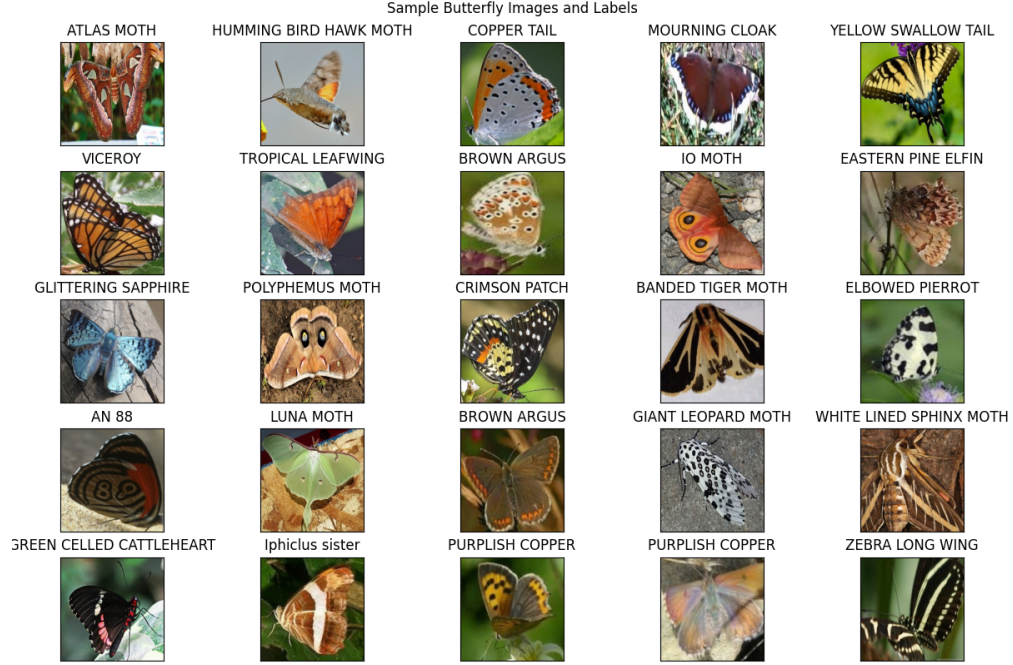 Sample Butterfly Images and Labels
ATLAS MOTH
HUMMING BIRD HAWK MOTH
COPPER TAIL
MOURNING CLOAK
YELLOW SWALLOW TAIL
VICEROY
TROPICAL LEAFWING
BROWN ARGUS
IO MOTH
EASTERN PINE ELFIN
GLITTERING SAPPHIRE
POLYPHEMUS MOTH
CRIMSON PATCH
BANDED TIGER MOTH
ELBOWED PIERROT
AN 88
LUNA MOTH
BROWN ARGUS
GIANT LEOPARD MOTH
WHITE LINED SPHINX MOTH
GREEN CELLED CATTLEHEART
Iphiclus sister
PURPLISH COPPER
PURPLISH COPPER
ZEBRA LONG WING